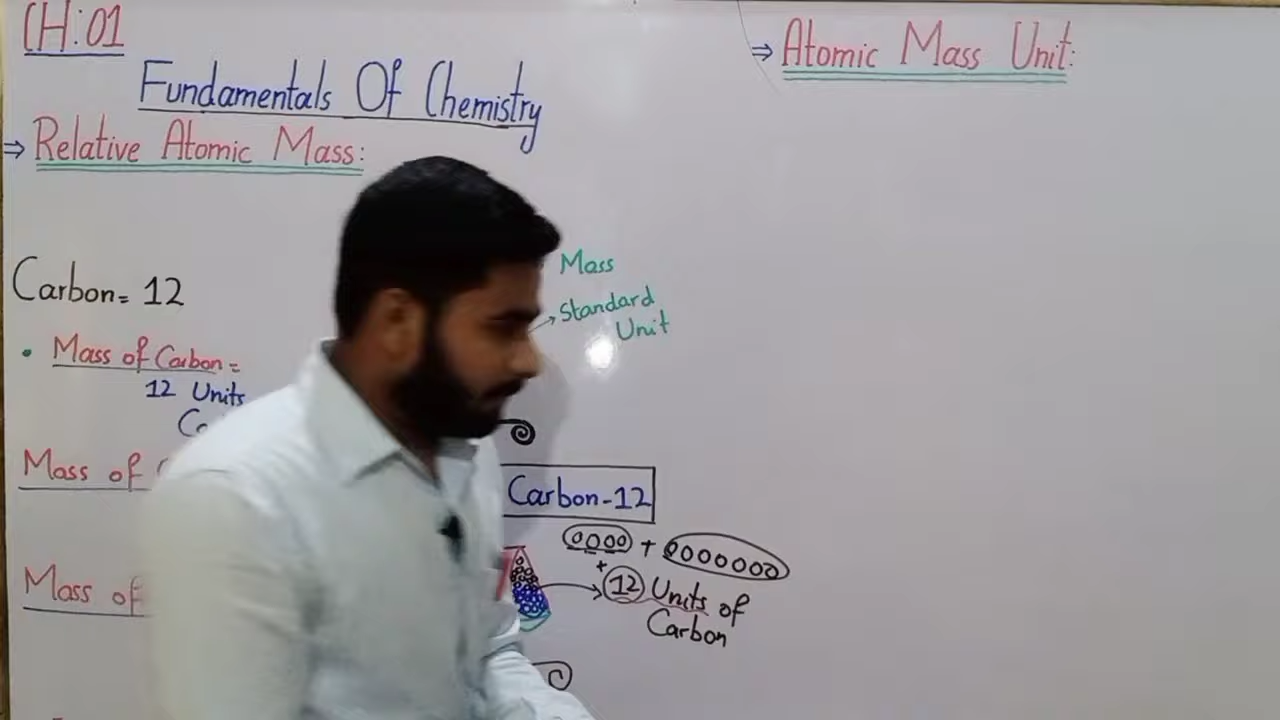 CH:01
Fundamentals Of Chemistry
⇒ Relative Atomic Mass:
Carbon= 12
• Mass of Carbon=
12 Units
Mass of
Mass of
Mass
Standard
Unit
Carbon-12
+
+
12 Units of
Carbon
⇒ Atomic Mass Unit: